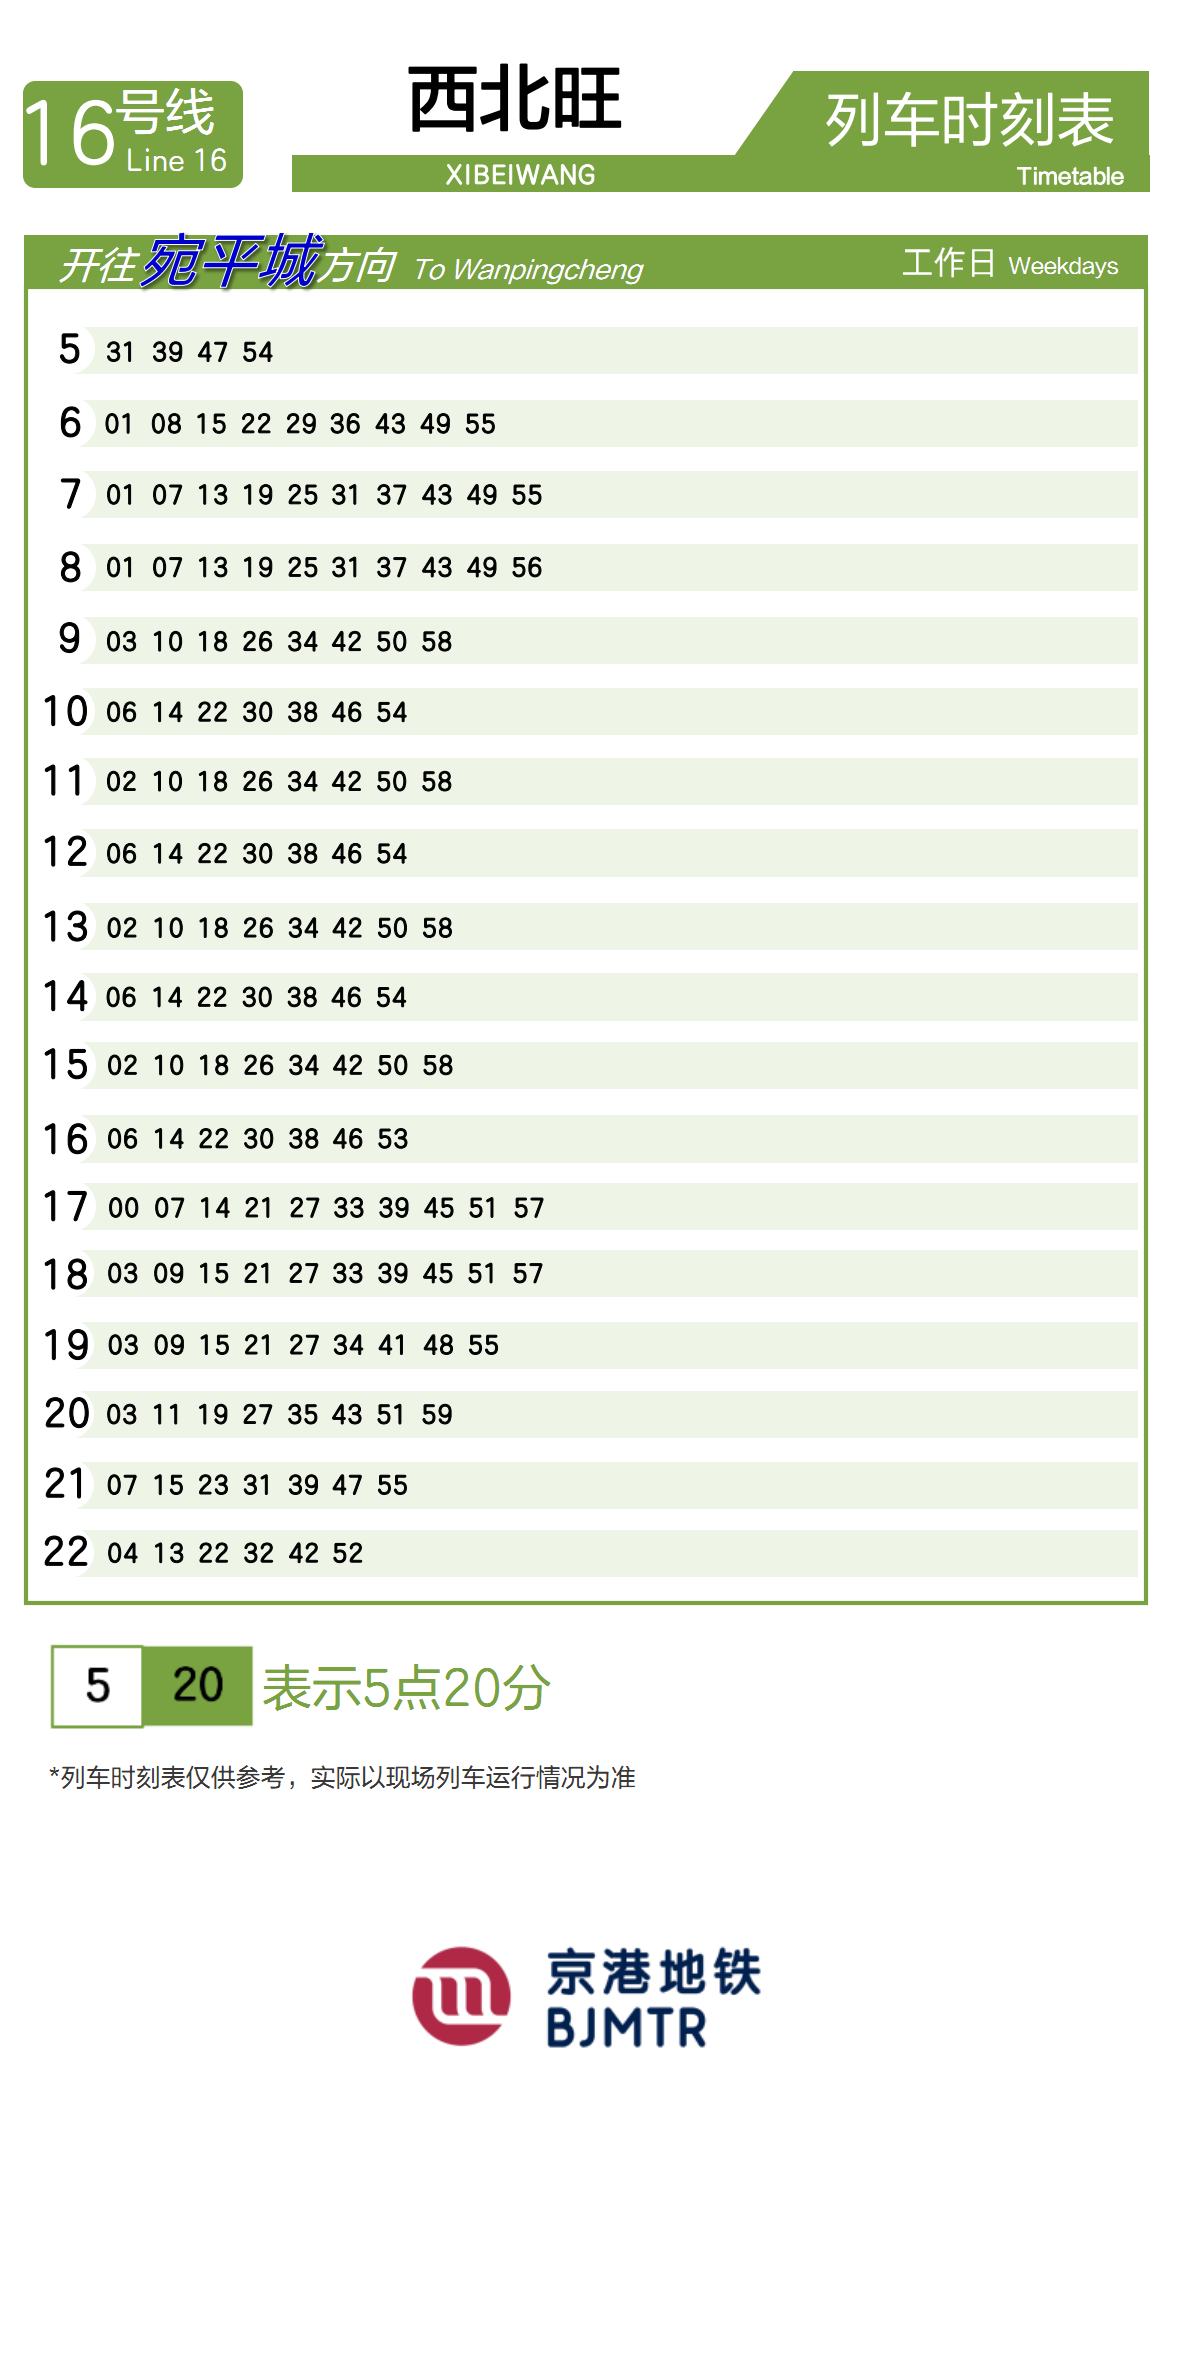 16号线
Line 16
西北旺
XIBEIWANG
列车时刻表
Timetable
开往宛平城方向 To Wanpingcheng 工作日 Weekdays
5 31 39 47 54
6 01 08 15 22 29 36 43 49 55
7 01 07 13 19 25 31 37 43 49 55
8 01 07 13 19 25 31 37 43 49 56
9 03 10 18 26 34 42 50 58
10 06 14 22 30 38 46 54
11 02 10 18 26 34 42 50 58
12 06 14 22 30 38 46 54
13 02 10 18 26 34 42 50 58
14 06 14 22 30 38 46 54
15 02 10 18 26 34 42 50 58
16 06 14 22 30 38 46 53
17 00 07 14 21 27 33 39 45 51 57
18 03 09 15 21 27 33 39 45 51 57
19 03 09 15 21 27 34 41 48 55
20 03 11 19 27 35 43 51 59
21 07 15 23 31 39 47 55
22 04 13 22 32 42 52
5 20 表示5点20分
*列车时刻表仅供参考，实际以现场列车运行情况为准
京港地铁
BJMTR